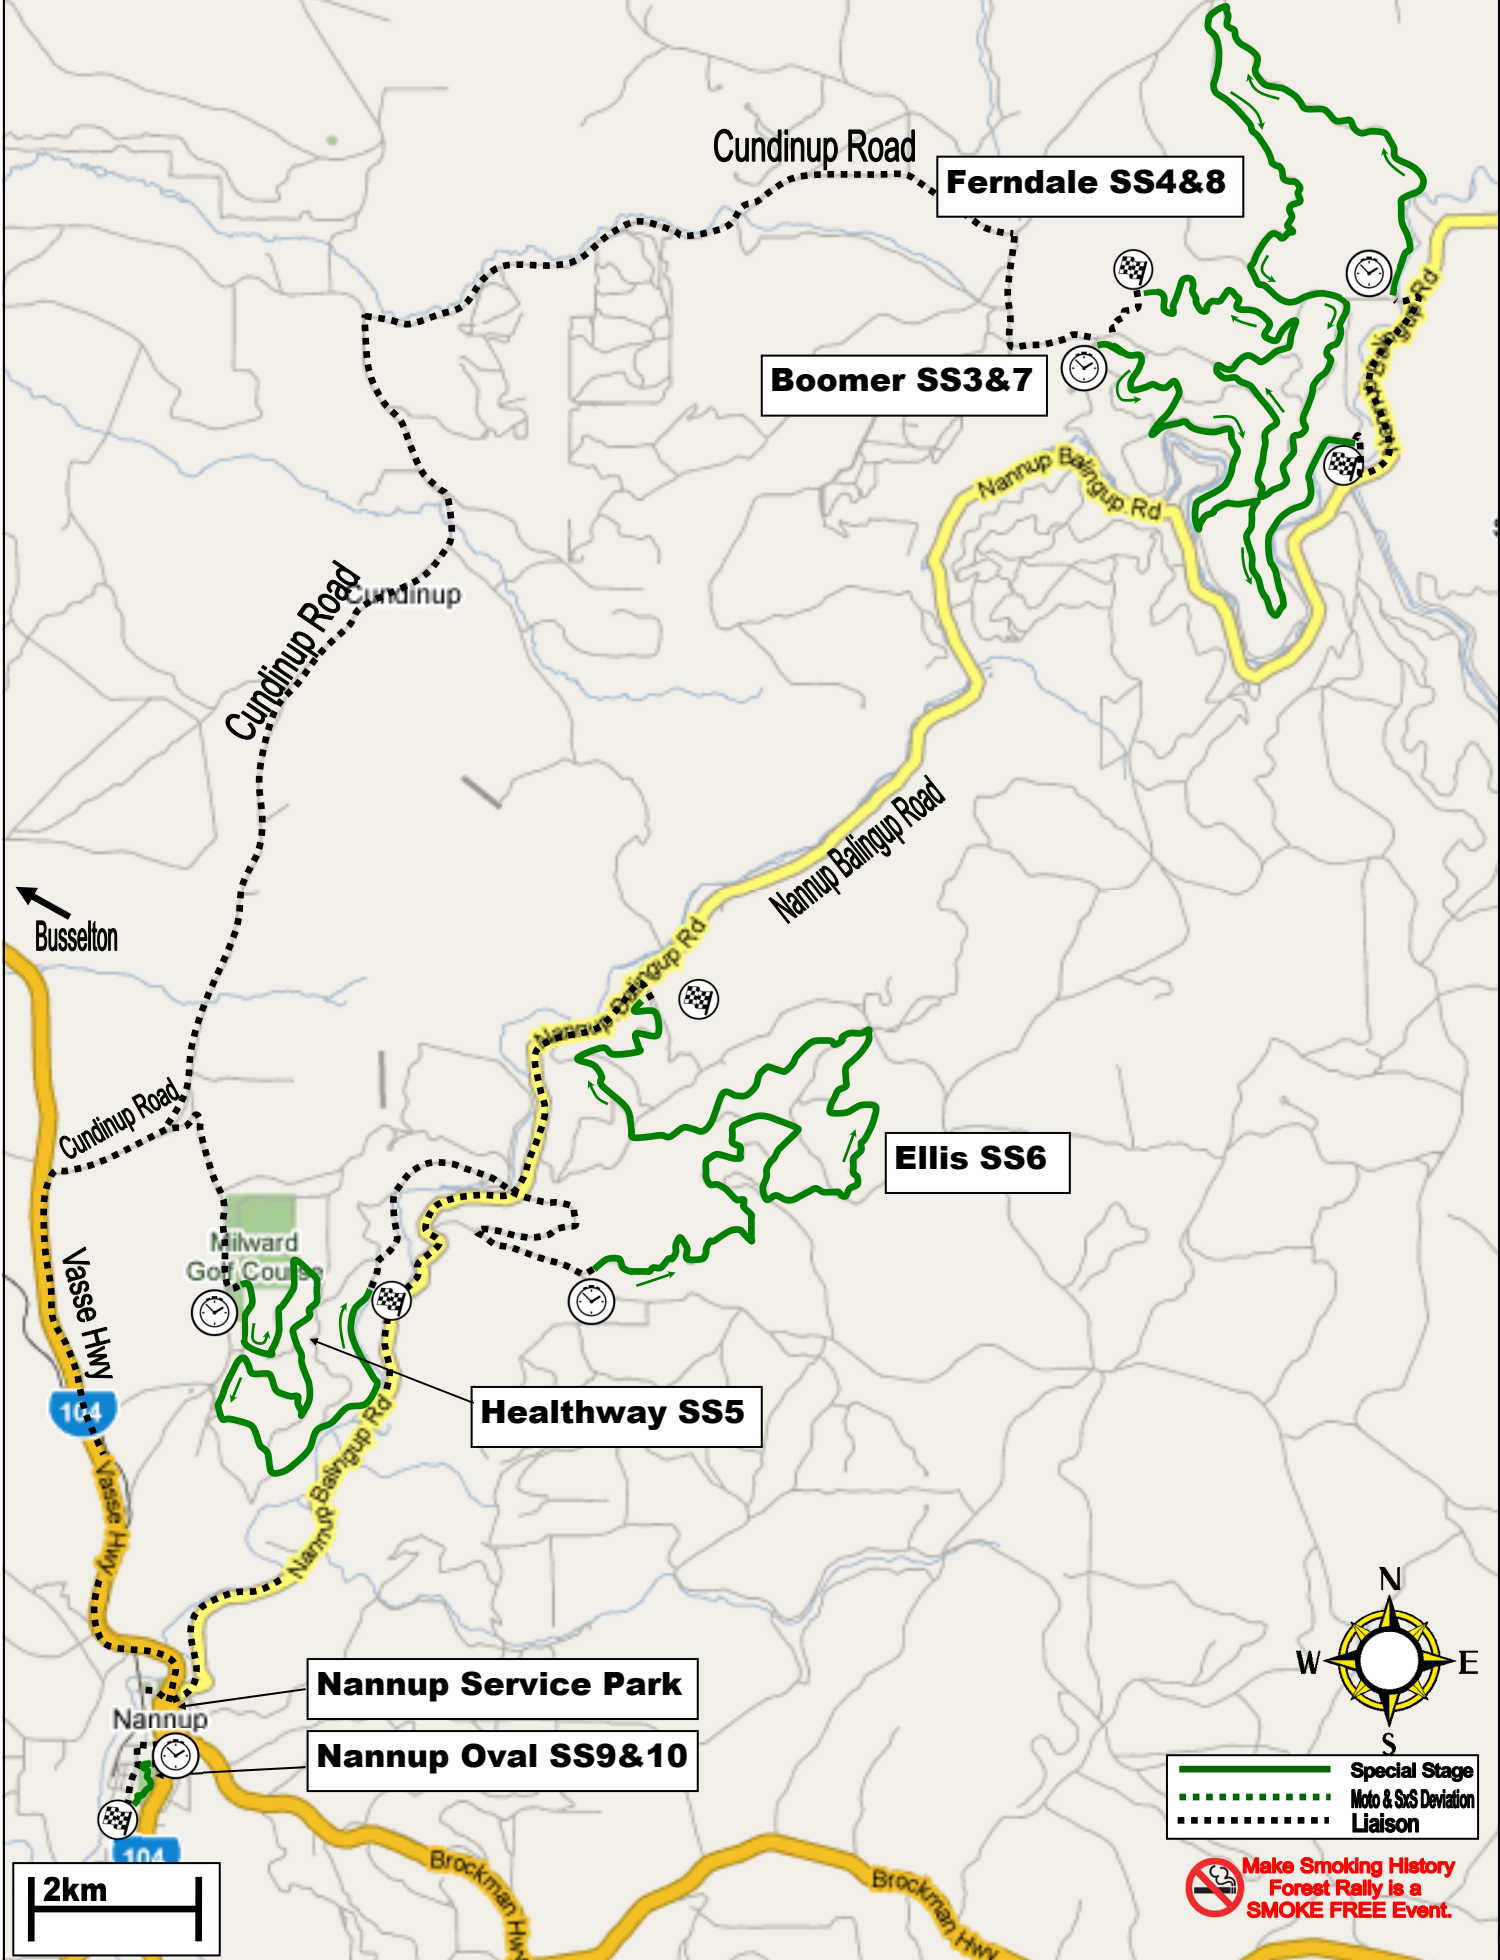 Cundinup Road
Ferndale SS4&8
Nannup Balingup Rd
Boomer SS3&7
Nannup Balingup Rd
Cundinup
Cundinup Road
Nannup Balingup Road
Busselton
Nannup Balingup Rd
Cundinup Road
Ellis SS6
Milward
Golf Course
Vasse Hwy
104
Healthway SS5
Nannup Balingup Rd
Vasse Hwy
N
W
E
S
Nannup Service Park
Nannup
Nannup Oval SS9&10
Special Stage
Moto & SxS Deviation
Liaison
104
Brockman Hwy
Brockman Hwy
2km
Make Smoking History
Forest Rally is a
SMOKE FREE Event.